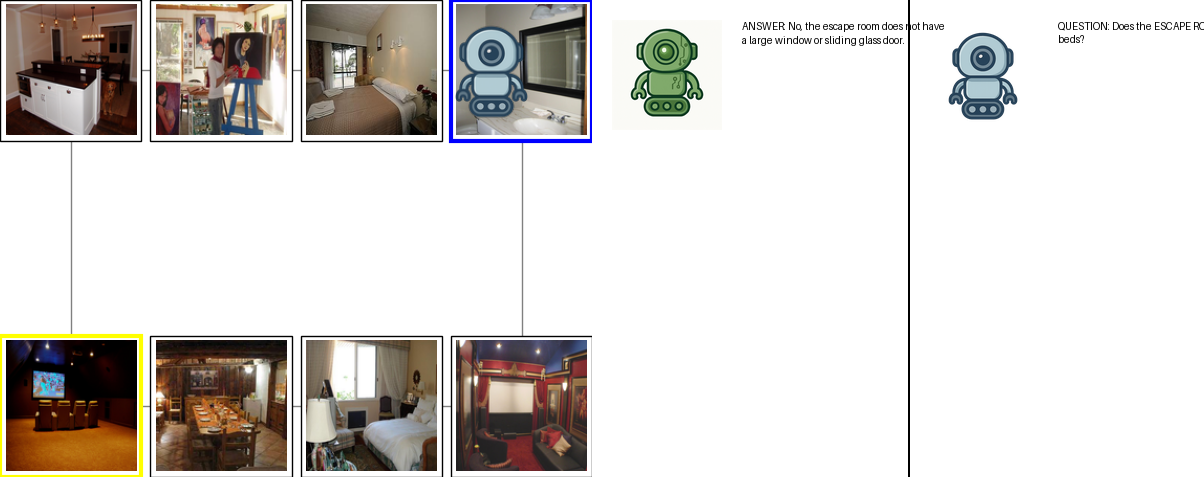 ANSWER: No, the escape room does not have
a large window or sliding glass door.
QUESTION: Does the ESCAPE
beds?